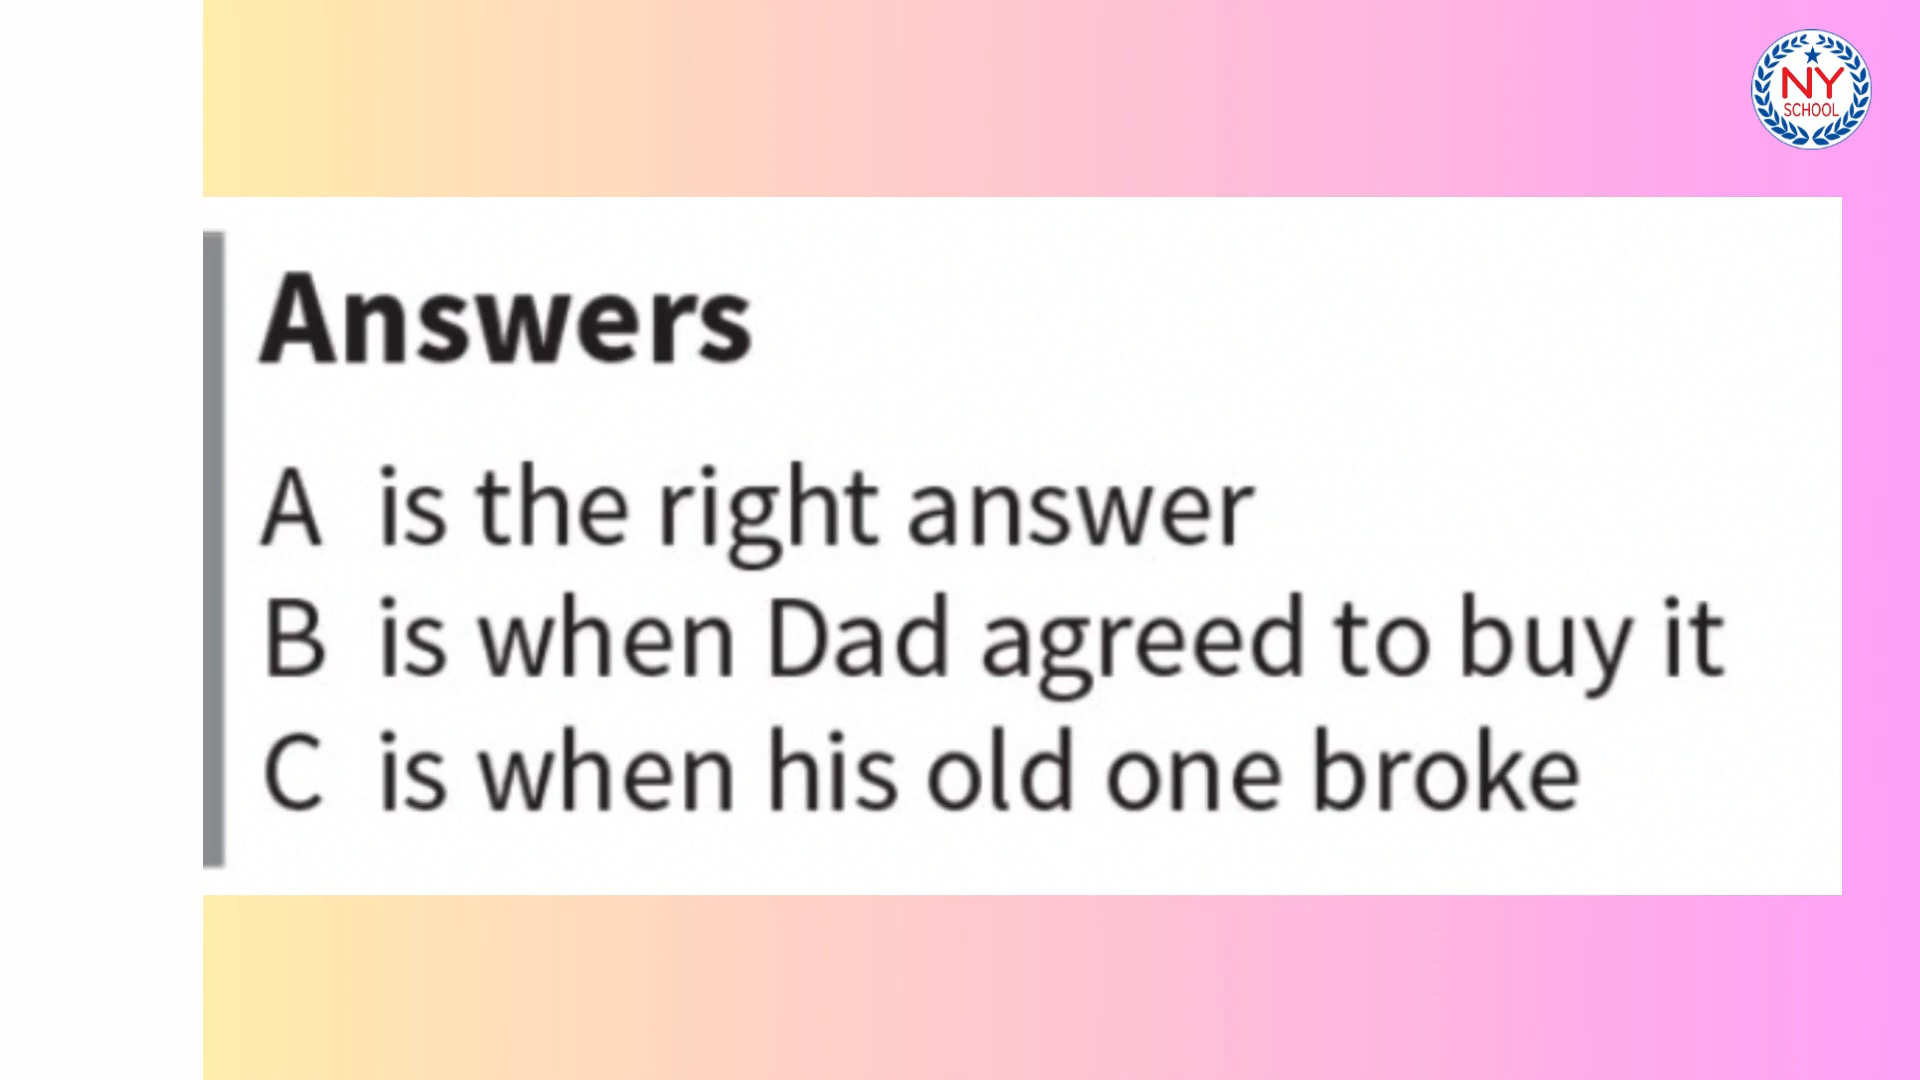 NY
SCHOOL
Answers
A is the right answer
B is when Dad agreed to buy it
C is when his old one broke